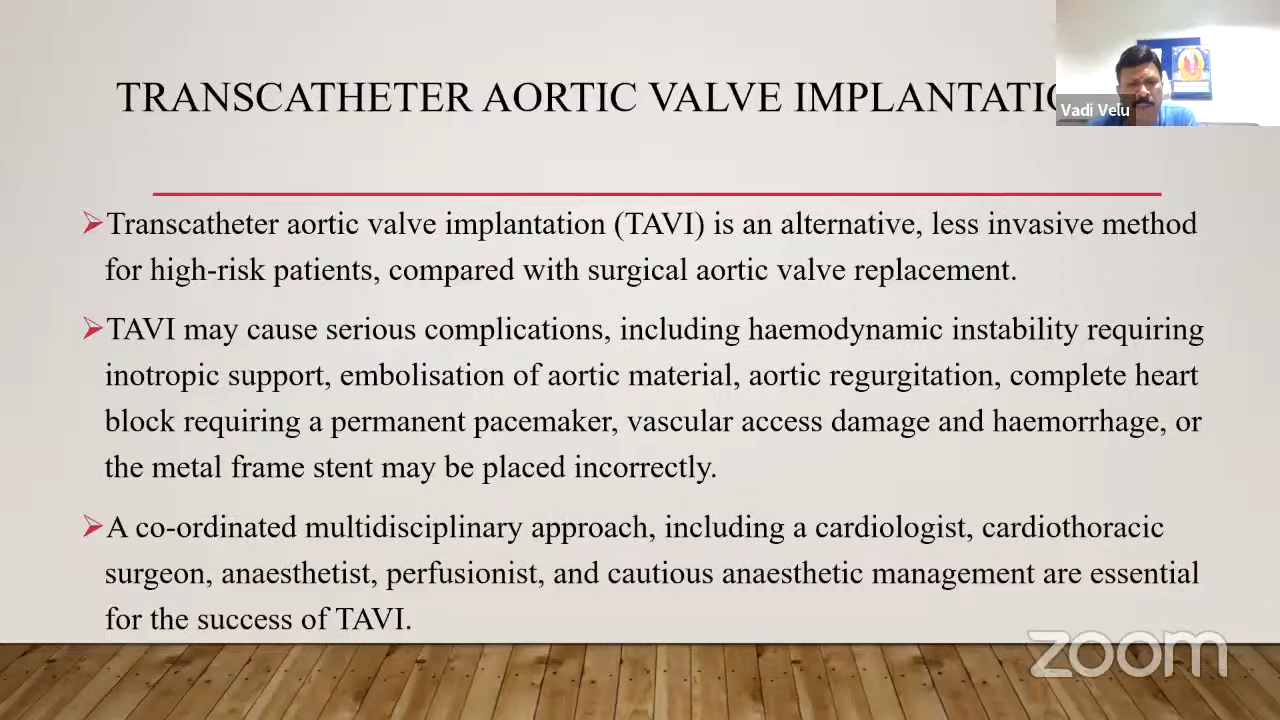 TRANSCATHETER AORTIC VALVE IMPLANTATIO
Vadi Velu
➢Transcatheter aortic valve implantation (TAVI) is an alternative, less invasive method
for high-risk patients, compared with surgical aortic valve replacement.
➢TAVI may cause serious complications, including haemodynamic instability requiring
inotropic support, embolisation of aortic material, aortic regurgitation, complete heart
block requiring a permanent pacemaker, vascular access damage and haemorrhage, or
the metal frame stent may be placed incorrectly.
➢A co-ordinated multidisciplinary approach, including a cardiologist, cardiothoracic
surgeon, anaesthetist, perfusionist, and cautious anaesthetic management are essential
for the success of TAVI.
zoom